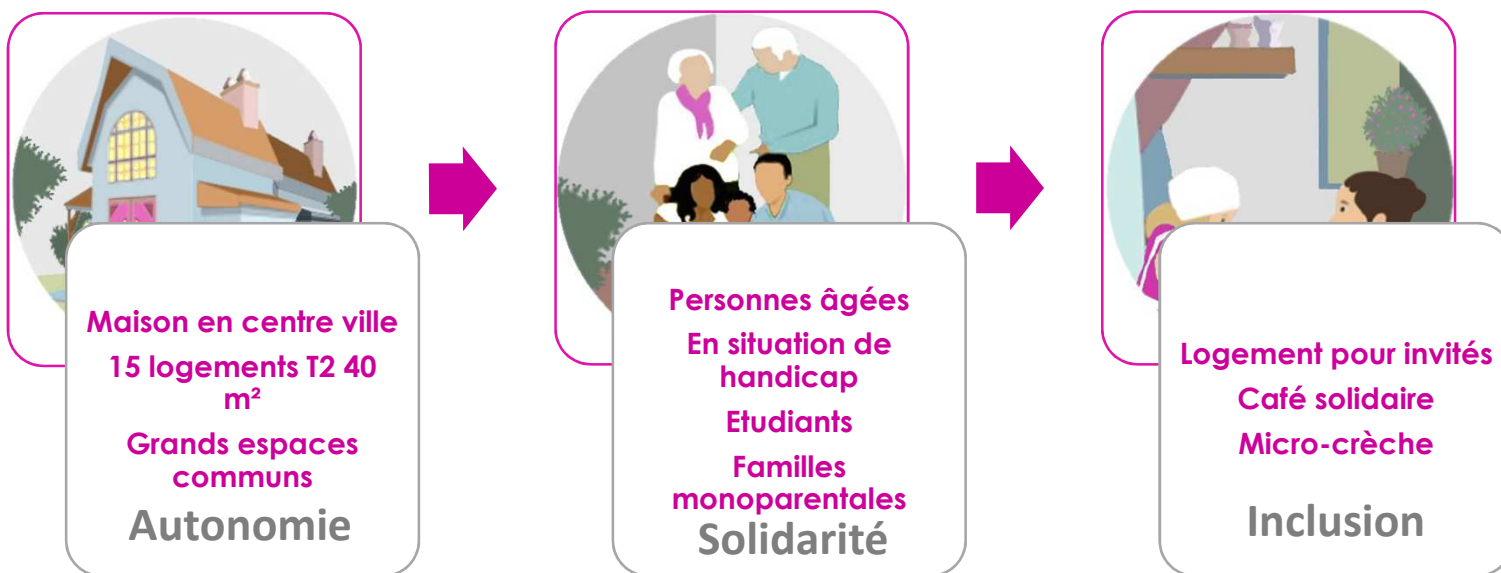 Maison en centre ville
15 logements T2 40
m²
Grands espaces
communs
Autonomie
Personnes âgées
En situation de
handicap
Etudiants
Familles
monoparentales
Solidarité
Logement pour invités
Café solidaire
Micro-crèche
Inclusion